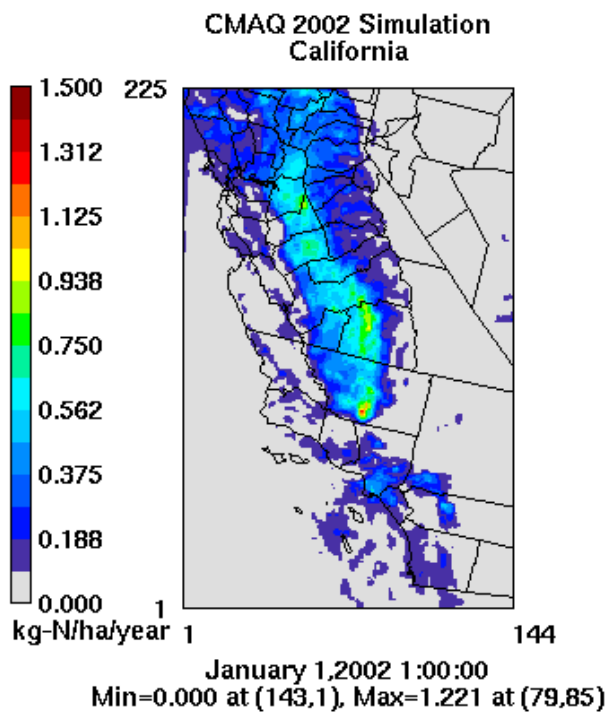 CMAQ 2002 Simulation
California
1.500
1.312
1.125
0.938
0.750
0.562
0.375
0.188
0.000
kg-N/ha/year
225
1
1
144
January 1,2002 1:00:00
Min=0.000 at (143,1), Max=1.221 at (79,85)